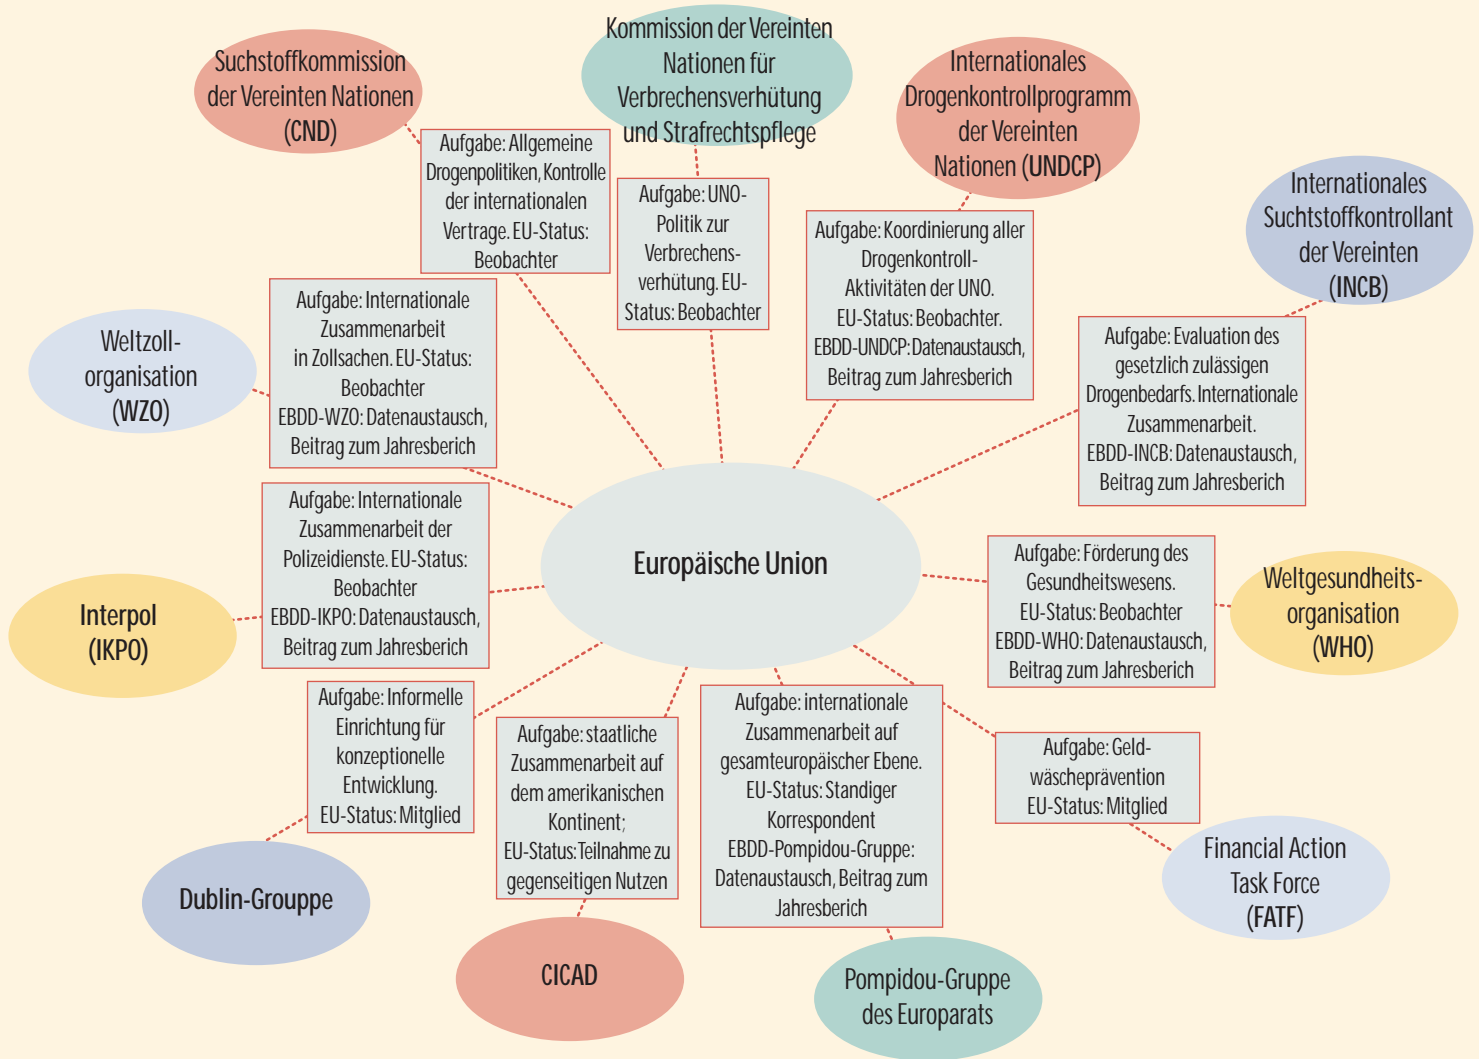 Suchstoffkommission
der Vereinten Nationen
(CND)
Kommission der Vereinten
Nationen für
Verbrechensverhütung
und Strafrechtspflege
Internationales
Drogenkontrollprogramm
der Vereinten
Nationen (UNDCP)
Internationales
Suchtstoffkontrollant
der Vereinten
(INCB)
Aufgabe: Allgemeine
Drogenpolitiken, Kontrolle
der internationalen
Vertrage. EU-Status:
Beobachter
Aufgabe: UNO-
Politik zur
Verbrechens-
verhütung. EU-
Status: Beobachter
Aufgabe: Koordinierung aller
Drogenkontroll-
Aktivitäten der UNO.
EU-Status: Beobachter.
EBDD-UNDCP: Datenaustausch,
Beitrag zum Jahresberich
Aufgabe: Evaluation des
gesetzlich zulässigen
Drogenbedarfs. Internationale
Zusammenarbeit.
EBDD-INCB: Datenaustausch,
Beitrag zum Jahresberich
Weltzoll-
organisation
(WZO)
Aufgabe: Internationale
Zusammenarbeit
in Zollsachen. EU-Status:
Beobachter
EBDD-WZO: Datenaustausch,
Beitrag zum Jahresberich
Interpol
(IKPO)
Aufgabe: Internationale
Zusammenarbeit der
Polizeidienste. EU-Status:
Beobachter
EBDD-IKPO: Datenaustausch,
Beitrag zum Jahresberich
Europäische Union
Aufgabe: Förderung des
Gesundheitswesens.
EU-Status: Beobachter
EBDD-WHO: Datenaustausch,
Beitrag zum Jahresberich
Weltgesundheits-
organisation
(WHO)
Aufgabe: Informelle
Einrichtung für
konzeptionelle
Entwicklung.
EU-Status: Mitglied
Dublin-Grouppe
Aufgabe: staatliche
Zusammenarbeit auf
dem amerikanischen
Kontinent;
EU-Status: Teilnahme zu
gegenseitigen Nutzen
CICAD
Aufgabe: internationale
Zusammenarbeit auf
gesamteuropäischer Ebene.
EU-Status: Standiger
Korrespondent
EBDD-Pompidou-Gruppe:
Datenaustausch, Beitrag zum
Jahresberich
Pompidou-Gruppe
des Europarats
Aufgabe: Geld-
wäscheprävention
EU-Status: Mitglied
Financial Action
Task Force
(FATF)